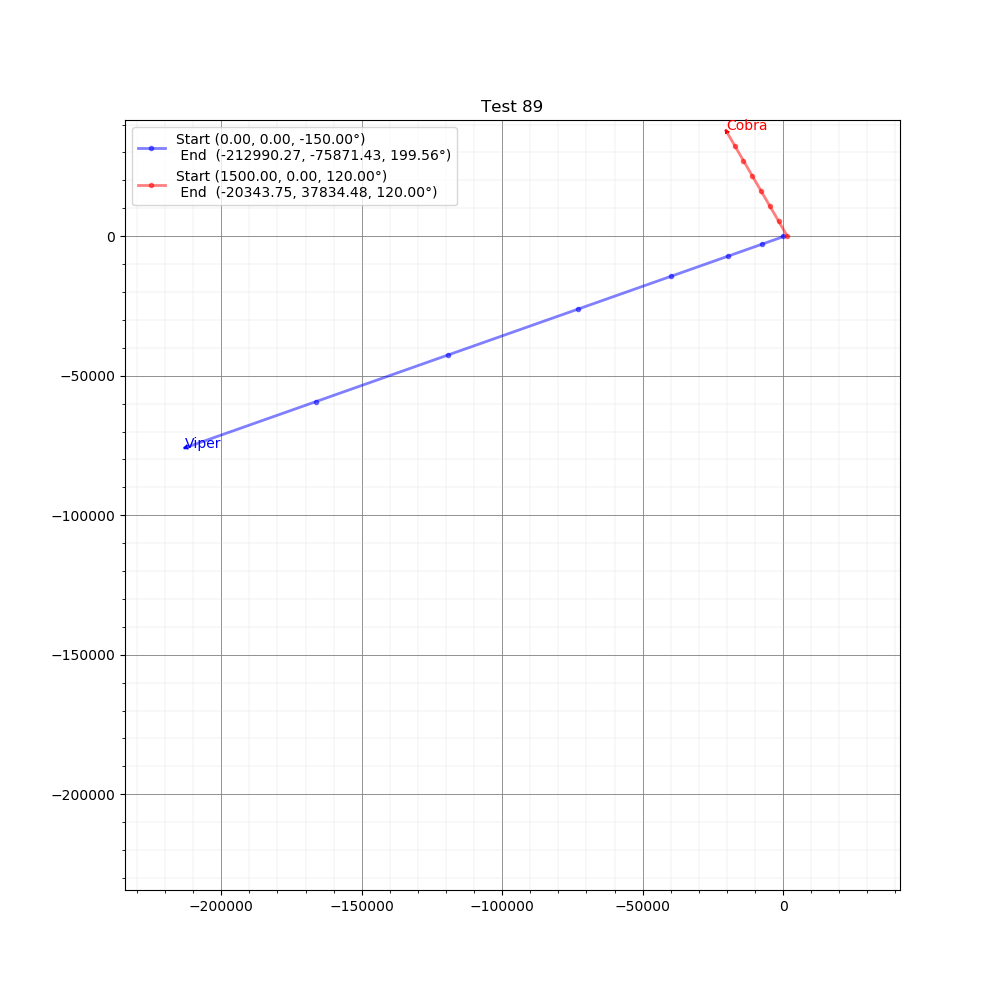 Test 89
Start (0.00, 0.00, -150.00°)
End (-212990.27, -75871.43, 199.56°)
Start (1500.00, 0.00, 120.00°)
End (-20343.75, 37834.48, 120.00°)
Cobra
0
−50000
Viper
−100000
−150000
−200000
−200000 −150000 −100000 −50000 0